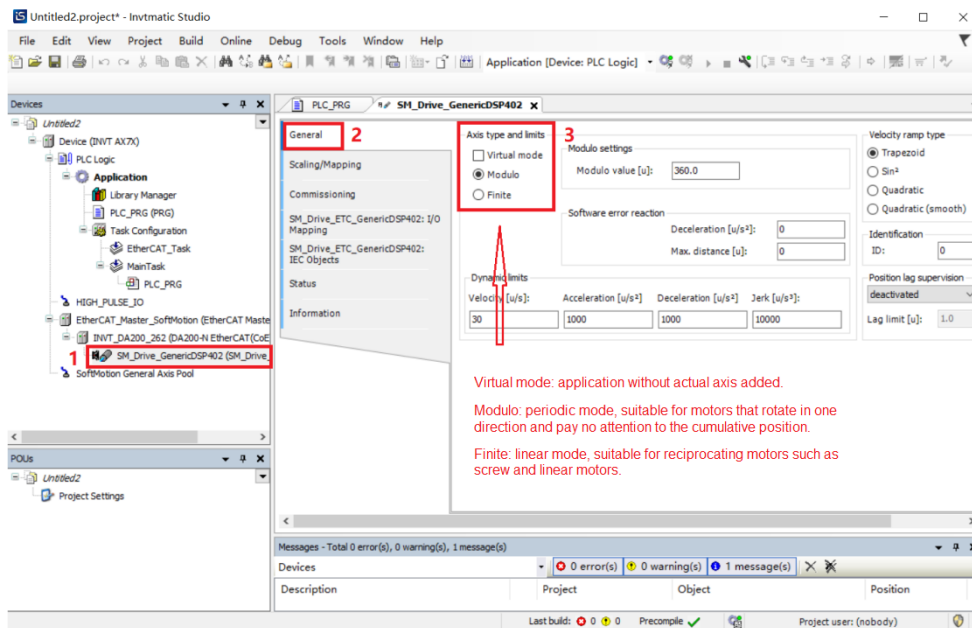 Untitled2.project* - Invtmatic Studio
File Edit View Project Build Online Debug Tools Window Help
Application [Device: PLC Logic]
Devices
PLC_PRG
SM_Drive_GenericDSP402
Untitled2
Device (INVT AX7X)
PLC Logic
Application
Library Manager
PLC_PRG (PRG)
Task Configuration
EtherCAT_Task
MainTask
PLC_PRG
HIGH_PULSE_IO
EtherCAT_Master_SoftMotion (EtherCAT Maste
INVT_DA200_262 (DA200-N EtherCAT(CoE
1
SM_Drive_GenericDSP402 (SM_Drive_
SoftMotion General Axis Pool
General
2
Scaling/Mapping
Commissioning
SM_Drive_ETC_GenericDSP402: I/O
Mapping
SM_Drive_ETC_GenericDSP402:
IEC Objects
Status
Information
Axis type and limits
3
Virtual mode
Modulo
Finite
Modulo settings
Modulo value [u]: 360.0
Software error reaction
Deceleration [u/s²]: 0
Max. distance [u]: 0
Dynamic limits
Velocity [u/s]: Acceleration [u/s²] Deceleration [u/s²] Jerk [u/s³]:
30 1000 1000 10000
Velocity ramp type
Trapezoid
Sin²
Quadratic
Quadratic (smooth)
Identification
ID: 0
Position lag supervision
deactivated
Lag limit [u]: 1.0
Virtual mode: application without actual axis added.
Modulo: periodic mode, suitable for motors that rotate in one
direction and pay no attention to the cumulative position.
Finite: linear mode, suitable for reciprocating motors such as
screw and linear motors.
POUs
Untitled2
Project Settings
Messages - Total 0 error(s), 0 warning(s), 1 message(s)
Devices
0 error(s) 0 warning(s) 1 message(s)
Description Project Object Position
Last build: 0 0 Precompile Project user: (nobody)